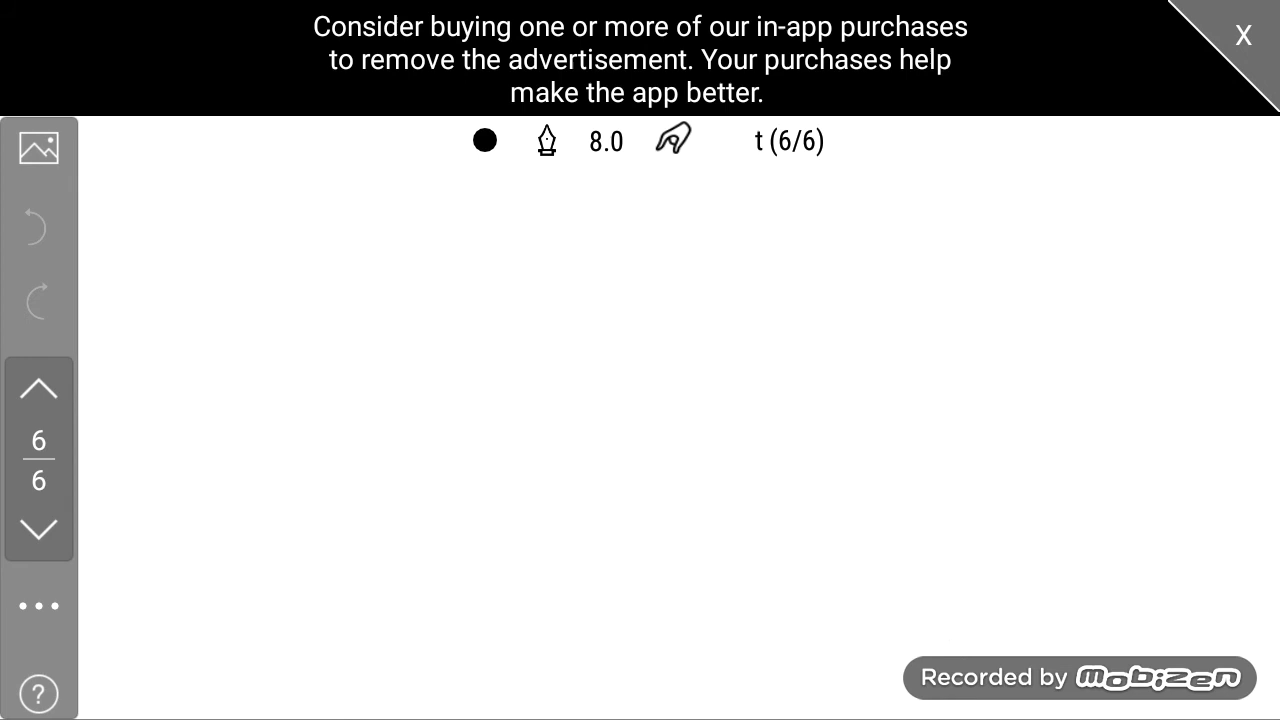 Consider buying one or more of our in-app purchases
to remove the advertisement. Your purchases help
make the app better.
X
8.0
t (6/6)
6
6
?
Recorded by mobizen